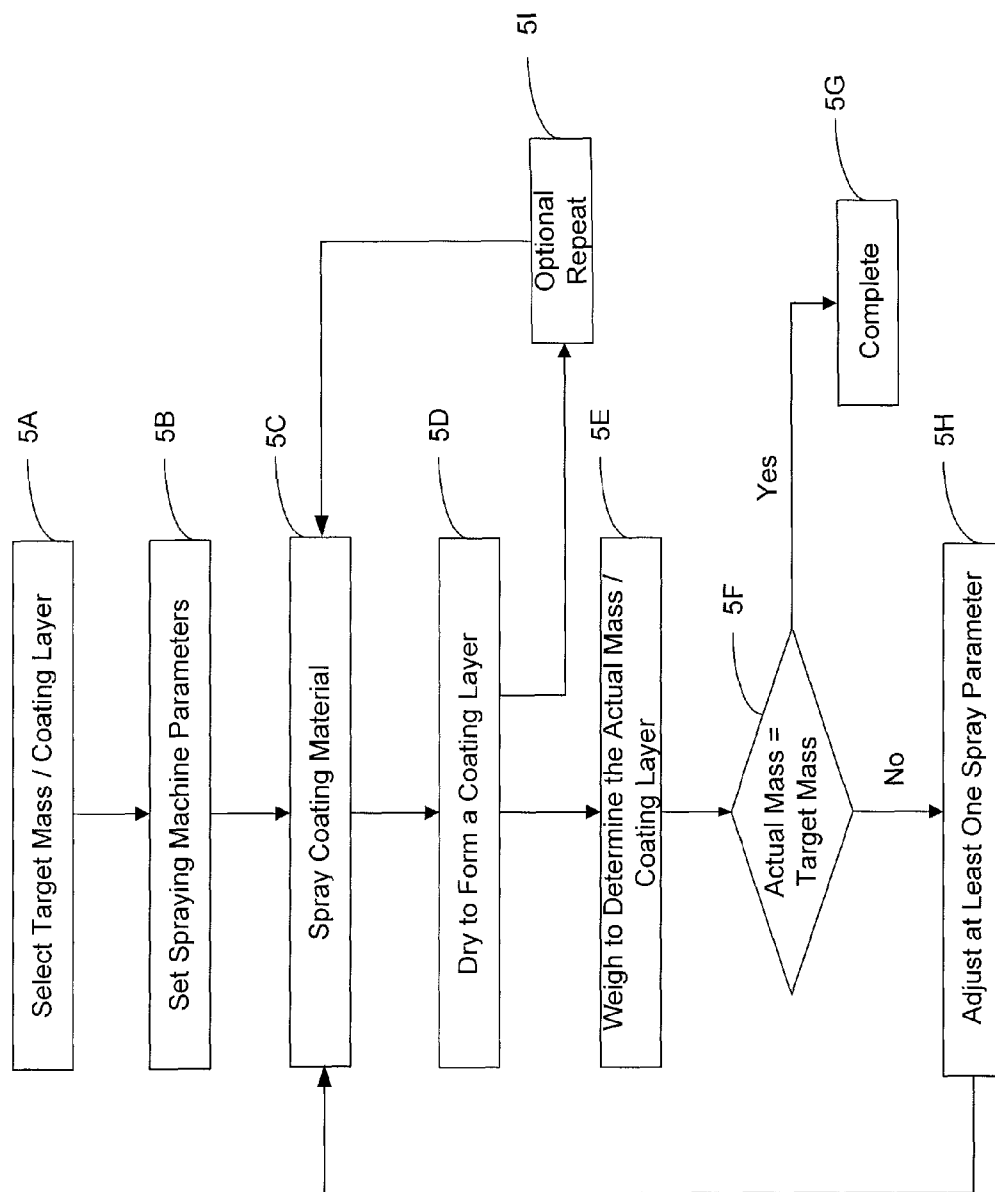 5A
Select Target Mass / Coating Layer
5B
Set Spraying Machine Parameters
5C
Spray Coating Material
5D
Dry to Form a Coating Layer
5I
Optional
Repeat
5E
Weigh to Determine the Actual Mass /
Coating Layer
5F
Actual Mass =
Target Mass
Yes
5G
Complete
No
5H
Adjust at Least One Spray Parameter